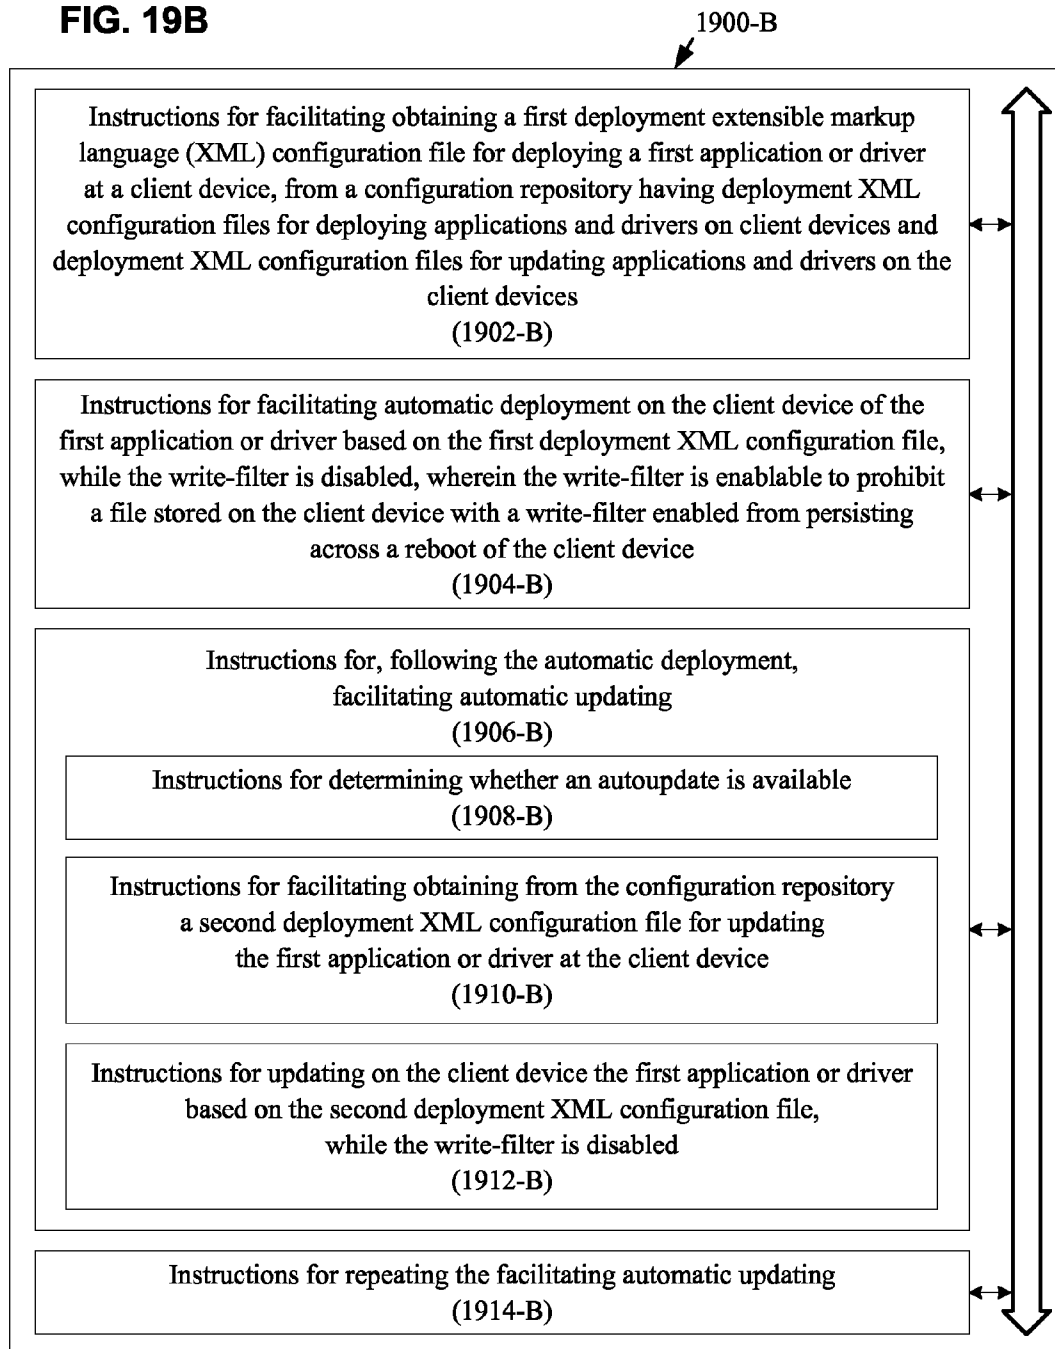 FIG. 19B
1900-B
Instructions for facilitating obtaining a first deployment extensible markup
language (XML) configuration file for deploying a first application or driver
at a client device, from a configuration repository having deployment XML
configuration files for deploying applications and drivers on client devices and
deployment XML configuration files for updating applications and drivers on the
client devices
(1902-B)
Instructions for facilitating automatic deployment on the client device of the
first application or driver based on the first deployment XML configuration file,
while the write-filter is disabled, wherein the write-filter is enablable to prohibit
a file stored on the client device with a write-filter enabled from persisting
across a reboot of the client device
(1904-B)
Instructions for, following the automatic deployment,
facilitating automatic updating
(1906-B)
Instructions for determining whether an autoupdate is available
(1908-B)
Instructions for facilitating obtaining from the configuration repository
a second deployment XML configuration file for updating
the first application or driver at the client device
(1910-B)
Instructions for updating on the client device the first application or driver
based on the second deployment XML configuration file,
while the write-filter is disabled
(1912-B)
Instructions for repeating the facilitating automatic updating
(1914-B)